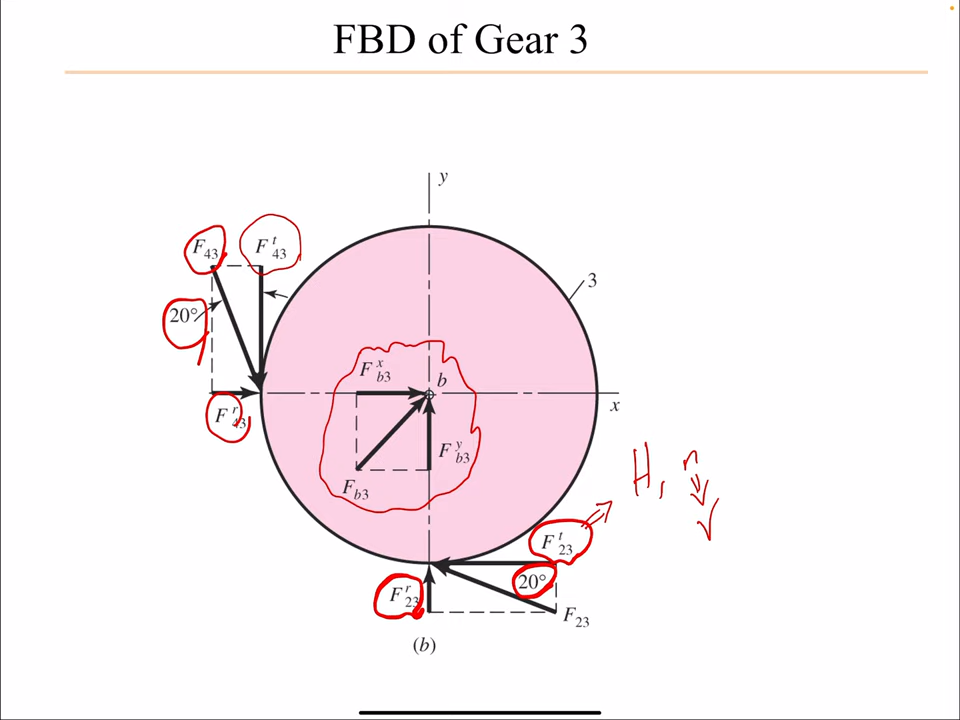 FBD of Gear 3
y
F43 F^t_43
3
20°
F^x_b3
b
x
F^r_43
F^y_b3
H, n
F_b3
V
F^t_23
20°
F^r_23
F23
(b)